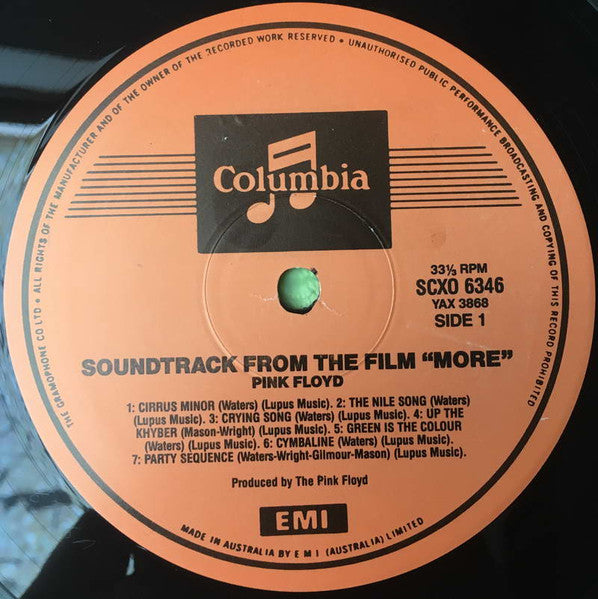 THE GRAMOPHONE CO LTD • ALL RIGHTS OF THE MANUFACTURER AND OF THE OWNER OF THE RECORDED WORK RESERVED • UNAUTHORISED PUBLIC PERFORMANCE BROADCASTING AND COPYING OF THIS RECORD PROHIBITED
Columbia
33⅓ RPM
SCXO 6346
YAX 3868
SIDE 1
SOUNDTRACK FROM THE FILM “MORE”
PINK FLOYD
1: CIRRUS MINOR (Waters) (Lupus Music). 2: THE NILE SONG (Waters)
(Lupus Music). 3: CRYING SONG (Waters) (Lupus Music). 4: UP THE
KHYBER (Mason-Wright) (Lupus Music). 5: GREEN IS THE COLOUR
(Waters) (Lupus Music). 6: CYMBALINE (Waters) (Lupus Music).
7: PARTY SEQUENCE (Waters-Wright-Gilmour-Mason) (Lupus Music).
Produced by The Pink Floyd
EMI
MADE IN AUSTRALIA BY E M I (AUSTRALIA) LIMITED